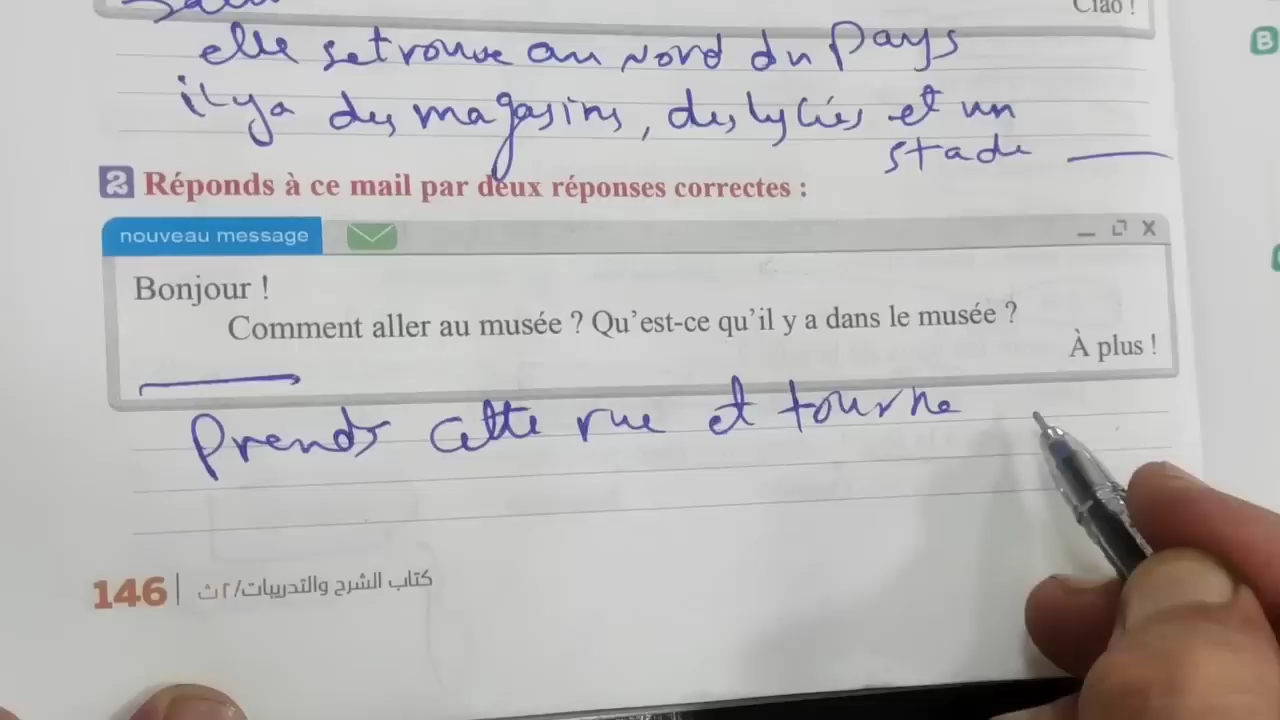 Ciao !
B
elle se trouve au Nord du Pays
il y a des magasins, des lycées et un
stade
2 Réponds à ce mail par deux réponses correctes :
nouveau message
Bonjour !
Comment aller au musée ? Qu'est-ce qu'il y a dans le musée ?
À plus !
Prends cette rue et tourne
146 | كتاب الشرح والتدريبات/٢ث